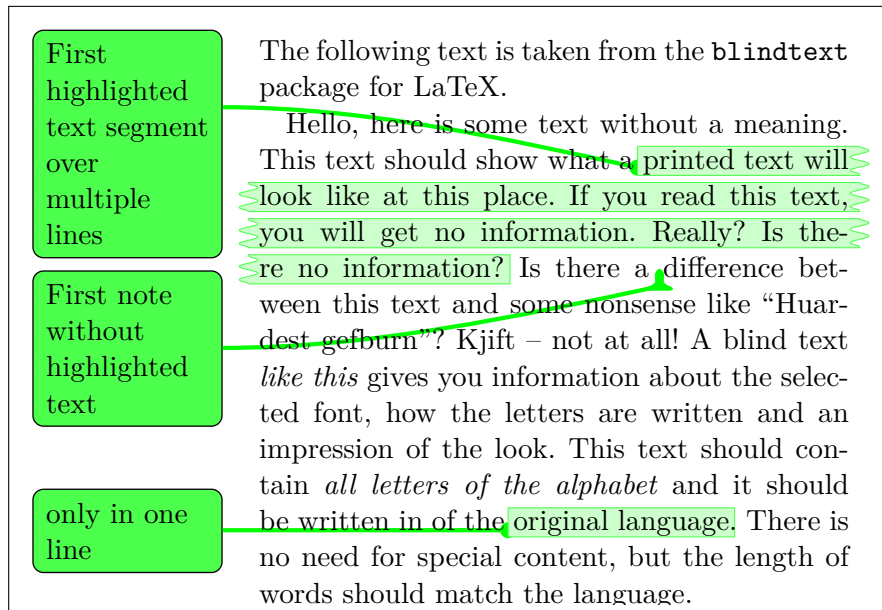 First
highlighted
text segment
over
multiple
lines
First note
without
highlighted
text
only in one
line
The following text is taken from the blindtext
package for LaTeX.
Hello, here is some text without a meaning.
This text should show what a printed text will
look like at this place. If you read this text,
you will get no information. Really? Is the-
re no information? Is there a difference bet-
ween this text and some nonsense like “Huar-
dest gefburn”? Kjift – not at all! A blind text
like this gives you information about the selec-
ted font, how the letters are written and an
impression of the look. This text should con-
tain all letters of the alphabet and it should
be written in of the original language. There is
no need for special content, but the length of
words should match the language.